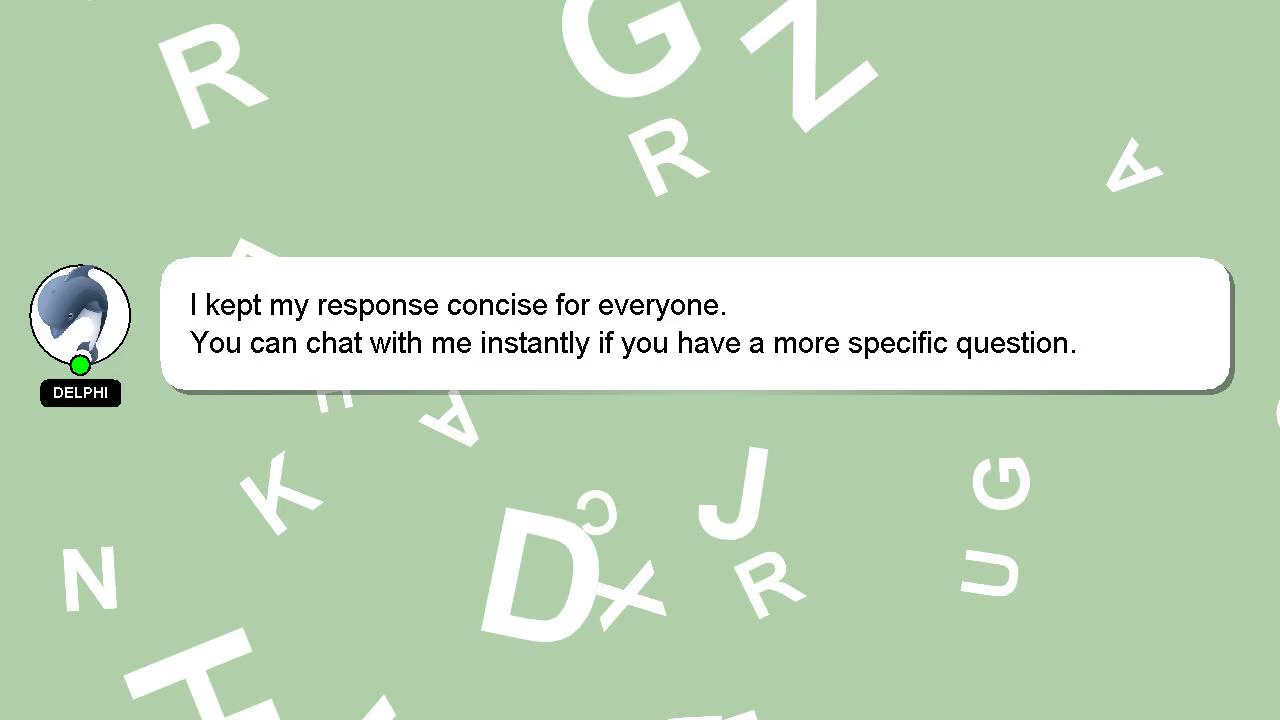 R
G
Z
R
A
I kept my response concise for everyone.
You can chat with me instantly if you have a more specific question.
DELPHI
A
K
J
G
D
C
N
X
R
U